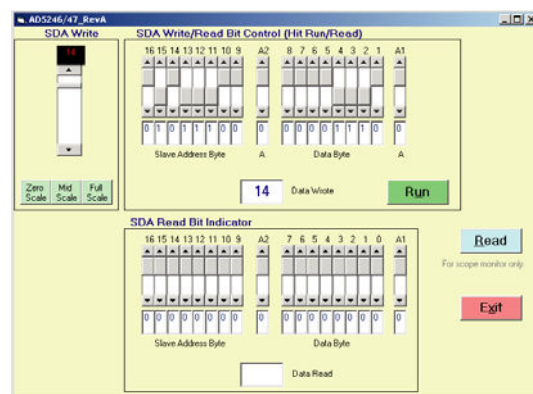 AD5246/47_RevA
SDA Write
SDA Write/Read Bit Control (Hit Run/Read)
14
16 15 14 13 12 11 10 9 A2 8 7 6 5 4 3 2 1 A1
0 1 0 1 1 1 0 0 0 0 0 0 0 1 1 1 0 0
Slave Address Byte A Data Byte A
Zero Scale
Mid Scale
Full Scale
14 Data Wrote
Run
SDA Read Bit Indicator
16 15 14 13 12 11 10 9 A2 7 6 5 4 3 2 1 0 A1
0 0 0 0 0 0 0 0 0 0 0 0 0 0 0 0 0 0
Slave Address Byte Data Byte
Data Read
Read
For scope monitor only
Exit